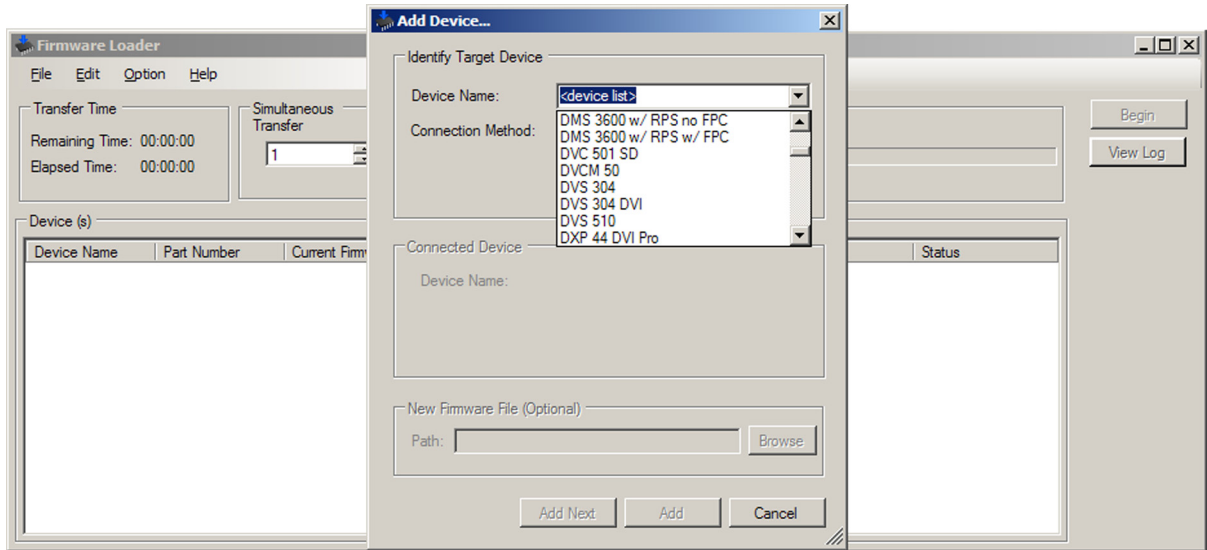 Firmware Loader
File Edit Option Help
Transfer Time
Remaining Time: 00:00:00
Elapsed Time: 00:00:00
Simultaneous
Transfer
1
Begin
View Log
Device (s)
Device Name Part Number Current Firm Status
Add Device...
Identify Target Device
Device Name: <device list>
Connection Method:
DMS 3600 w/ RPS no FPC
DMS 3600 w/ RPS w/ FPC
DVC 501 SD
DVCM 50
DVS 304
DVS 304 DVI
DVS 510
DXP 44 DVI Pro
Connected Device
Device Name:
New Firmware File (Optional)
Path: Browse
Add Next Add Cancel